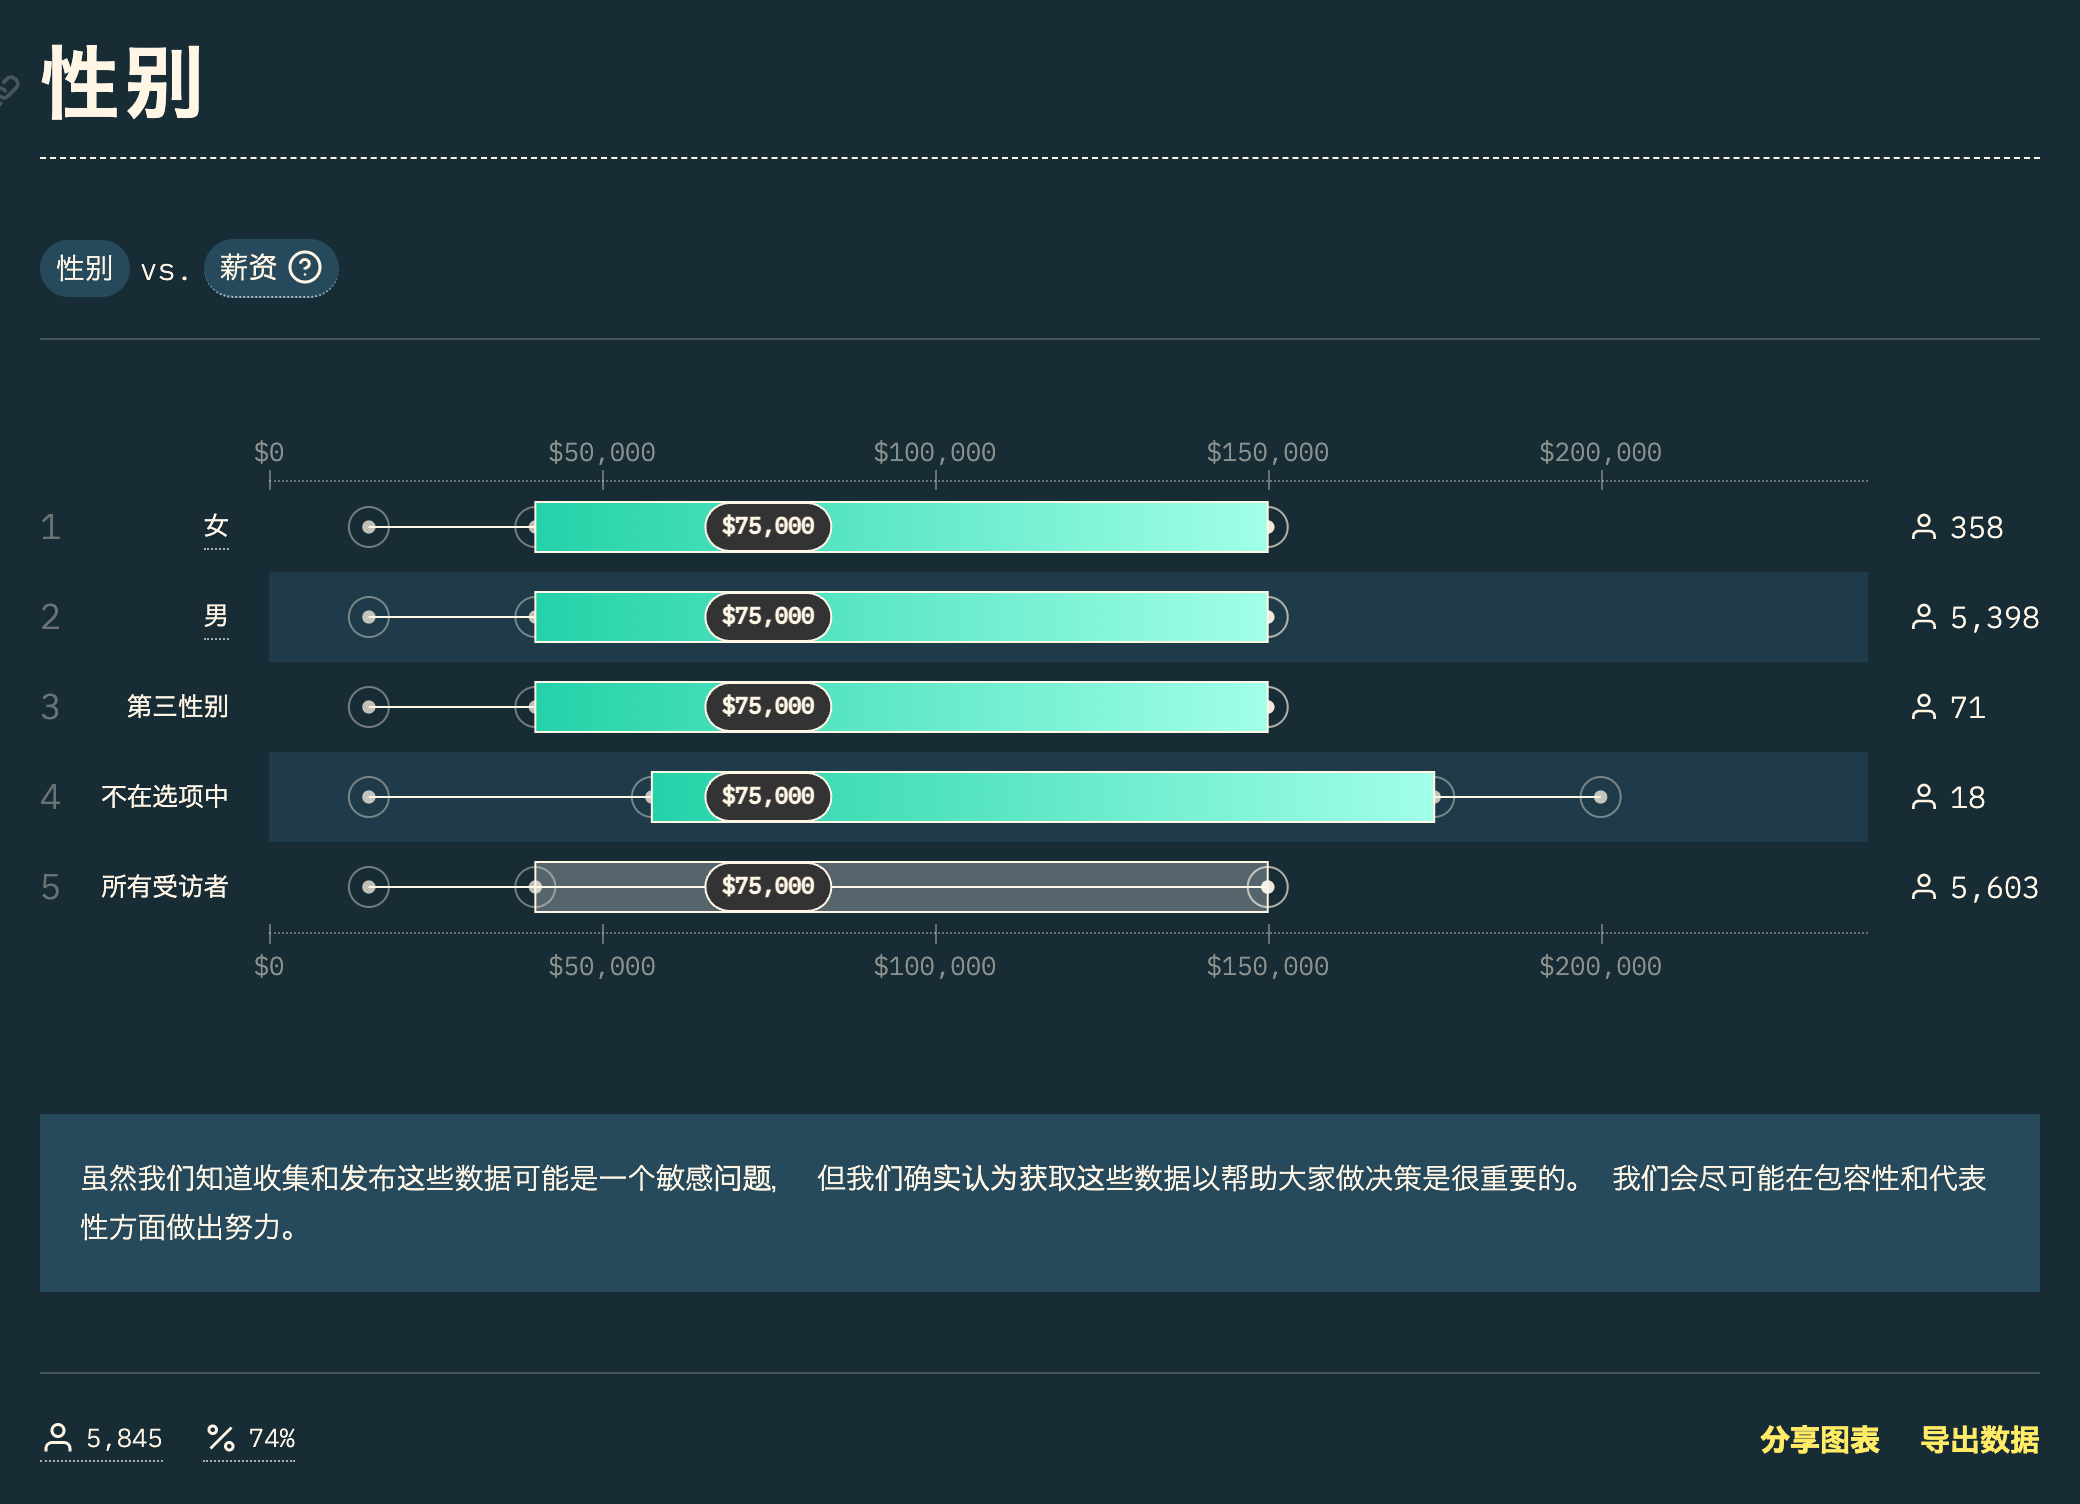 性别
性别 vs. 薪资
$0 $50,000 $100,000 $150,000 $200,000
1 女 $75,000 358
2 男 $75,000 5,398
3 第三性别 $75,000 71
4 不在选项中 $75,000 18
5 所有受访者 $75,000 5,603
$0 $50,000 $100,000 $150,000 $200,000
虽然我们知道收集和发布这些数据可能是一个敏感问题, 但我们确实认为获取这些数据以帮助大家做决策是很重要的。 我们会尽可能在包容性和代表
性方面做出努力。
5,845 74% 分享图表 导出数据